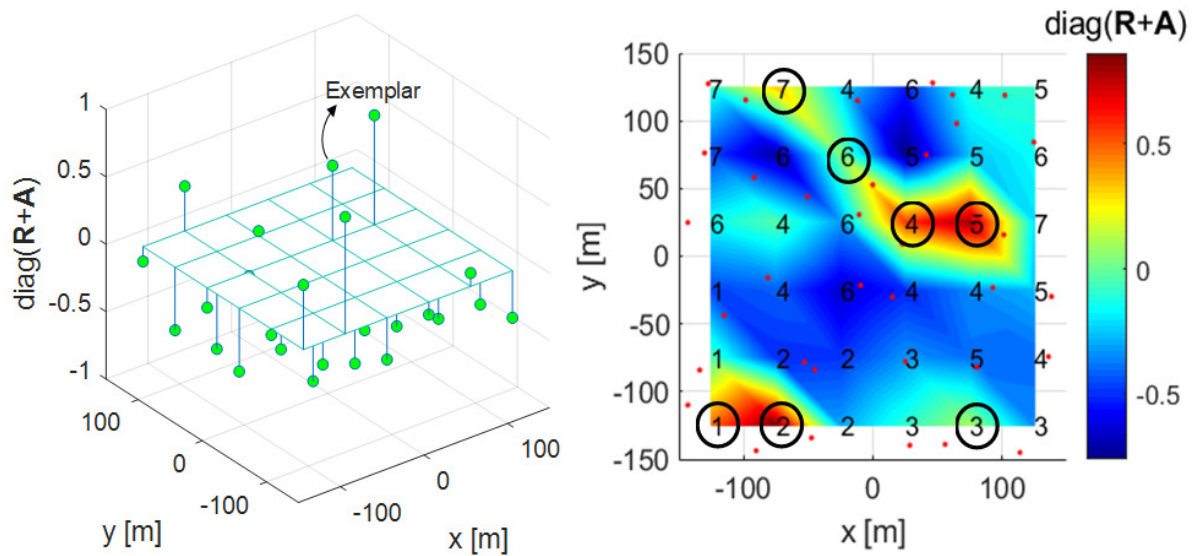 Exemplar
diag(R+A)
1
0.5
0
-0.5
-1
100
0
-100
y [m]
-100
0
100
x [m]
diag(R+A)
150
100
50
0
-50
-100
-150
y [m]
7 7 4 6 4 5
7 6 6 5 5 6
6 4 6 4 5 7
1 4 6 4 4 5
1 2 2 3 5 4
1 2 2 3 3 3
-100 0 100
x [m]
0.5
0
-0.5